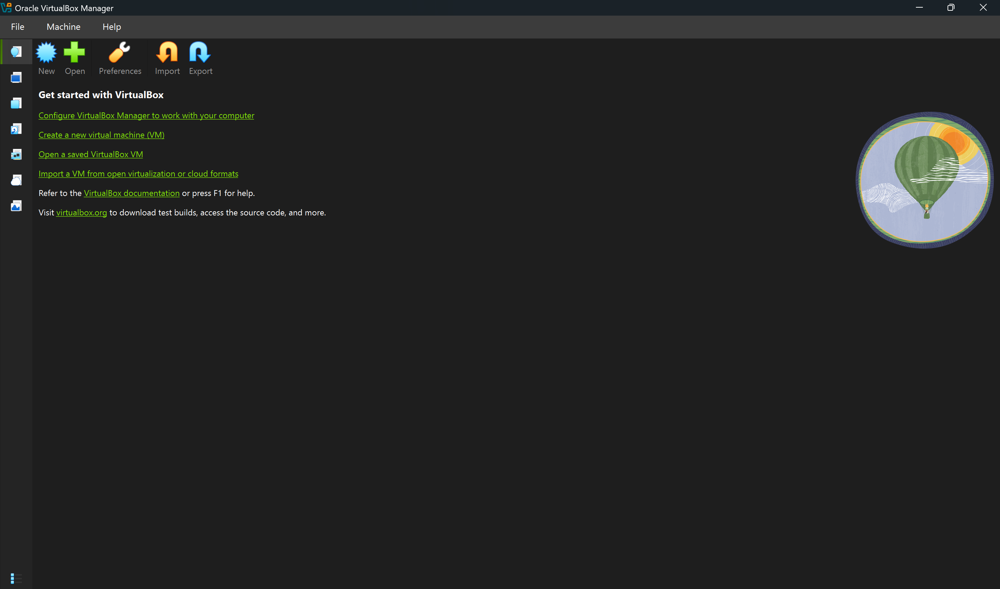 Oracle VirtualBox Manager
File Machine Help
New Open Preferences Import Export
Get started with VirtualBox
Configure VirtualBox Manager to work with your computer
Create a new virtual machine (VM)
Open a saved VirtualBox VM
Import a VM from open virtualization or cloud formats
Refer to the VirtualBox documentation or press F1 for help.
Visit virtualbox.org to download test builds, access the source code, and more.